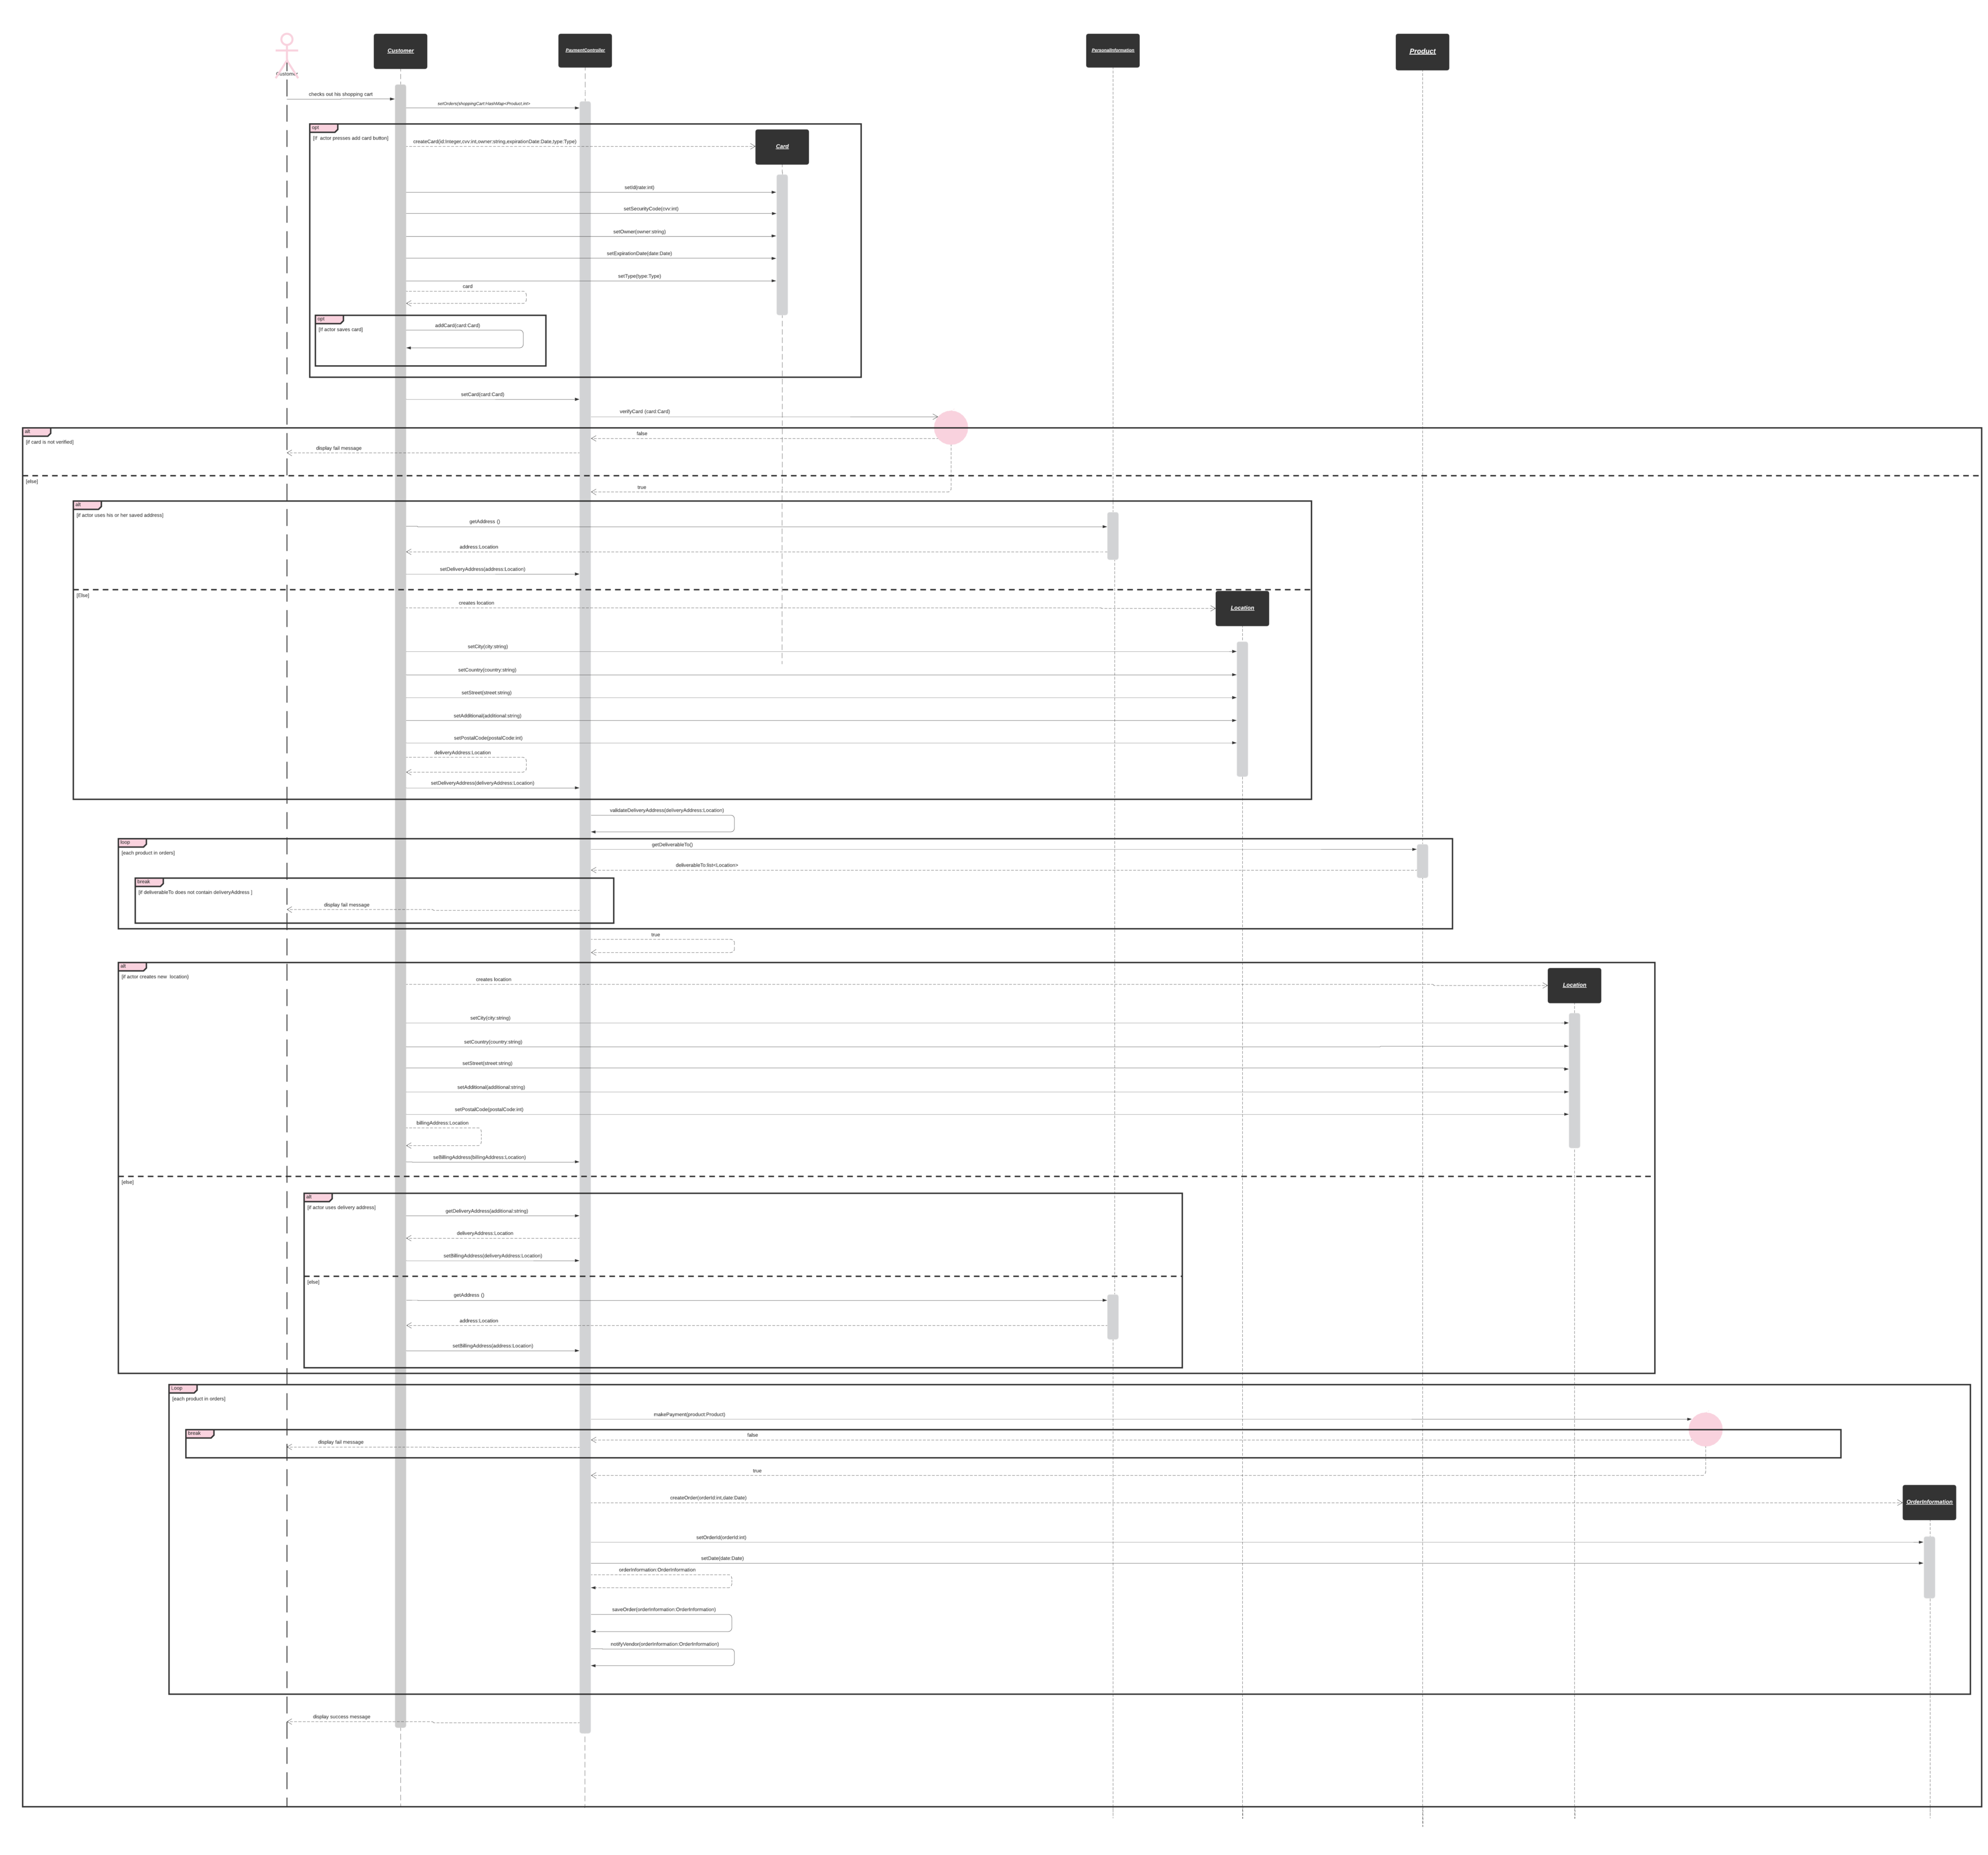 Customer
Customer
PaymentController
PersonalInformation
Product
checks out his shopping cart
setOrders(shoppingCart:HashMap<Product,int>
opt
[if actor presses add card button]
createCard(id:Integer,cvv:int,owner:string,expirationDate:Date,type:Type)
Card
setId(rate:int)
setSecurityCode(cvv:int)
setOwner(owner:string)
setExpirationDate(date:Date)
setType(type:Type)
card
opt
[If actor saves card]
addCard(card:Card)
setCard(card:Card)
verifyCard (card:Card)
alt
[if card is not verified]
false
display fail message
[else]
true
alt
[if actor uses his or her saved address]
getAddress ()
address:Location
setDeliveryAddress(address:Location)
[Else]
creates location
Location
setCity(city:string)
setCountry(country:string)
setStreet(street:string)
setAdditional(additional:string)
setPostalCode(postalCode:int)
deliveryAddress:Location
setDeliveryAddress(deliveryAddress:Location)
validateDeliveryAddress(deliveryAddress:Location)
loop
[each product in orders]
getDeliverableTo()
deliverableTo:list<Location>
break
[If deliverableTo does not contain deliveryAddress ]
display fail message
true
alt
[if actor creates new location}
creates location
Location
setCity(city:string)
setCountry(country:string)
setStreet(street:string)
setAdditional(additional:string)
setPostalCode(postalCode:int)
billingAddress:Location
seBillingAddress(billingAddress:Location)
[else]
alt
[if actor uses delivery address]
getDeliveryAddress(additional:string)
deliveryAddress:Location
setBillingAddress(deliveryAddress:Location)
[else]
getAddress ()
address:Location
setBillingAddress(address:Location)
Loop
[each product in orders]
makePayment(product:Product)
break
false
display fail message
true
createOrder(orderId:int,date:Date)
OrderInformation
setOrderId(orderId:int)
setDate(date:Date)
orderInformation:OrderInformation
saveOrder(orderInformation:OrderInformation)
notifyVendor(orderInformation:OrderInformation)
display success message